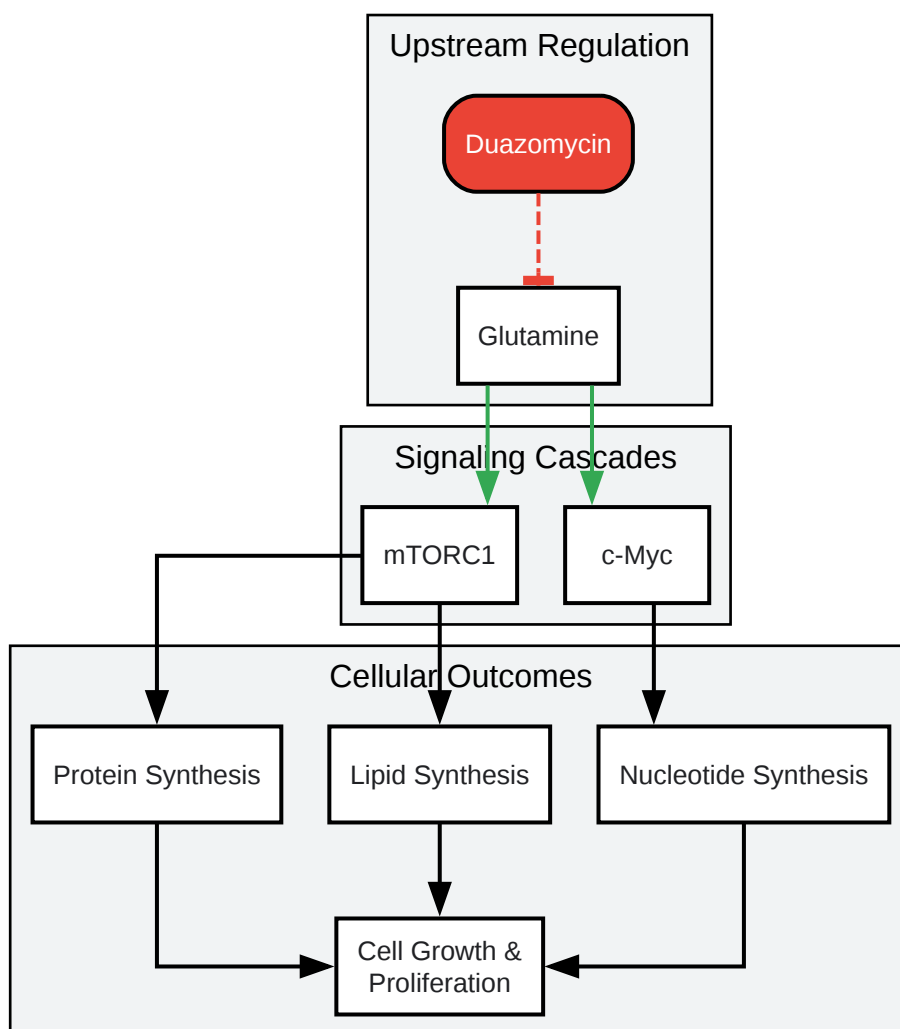 Upstream Regulation
Duazomycin
Glutamine
Signaling Cascades
mTORC1
c-Myc
Cellular Outcomes
Protein Synthesis
Lipid Synthesis
Nucleotide Synthesis
Cell Growth &
Proliferation